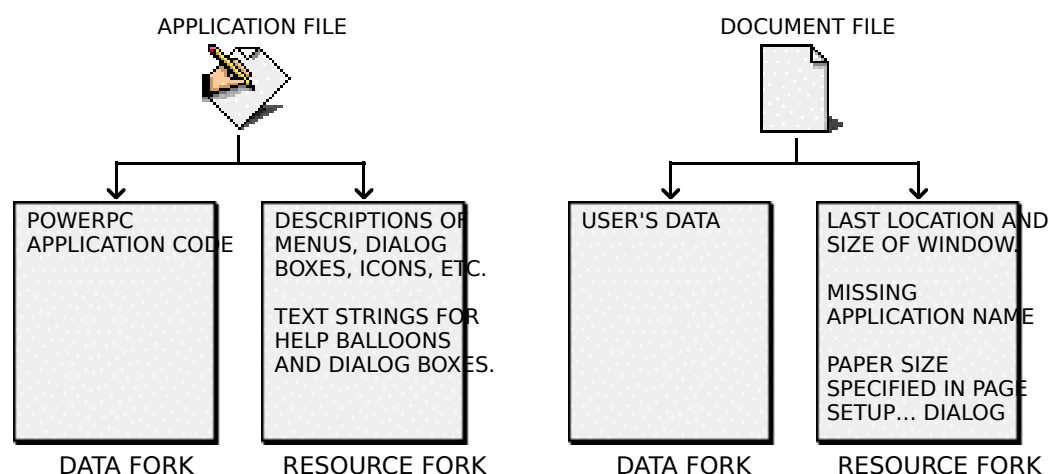 APPLICATION FILE
DOCUMENT FILE
POWERPC
APPLICATION CODE
DESCRIPTIONS OF
MENUS, DIALOG
BOXES, ICONS, ETC.
TEXT STRINGS FOR
HELP BALLOONS
AND DIALOG BOXES.
USER'S DATA
LAST LOCATION AND
SIZE OF WINDOW.
MISSING
APPLICATION NAME
PAPER SIZE
SPECIFIED IN PAGE
SETUP... DIALOG
DATA FORK
RESOURCE FORK
DATA FORK
RESOURCE FORK